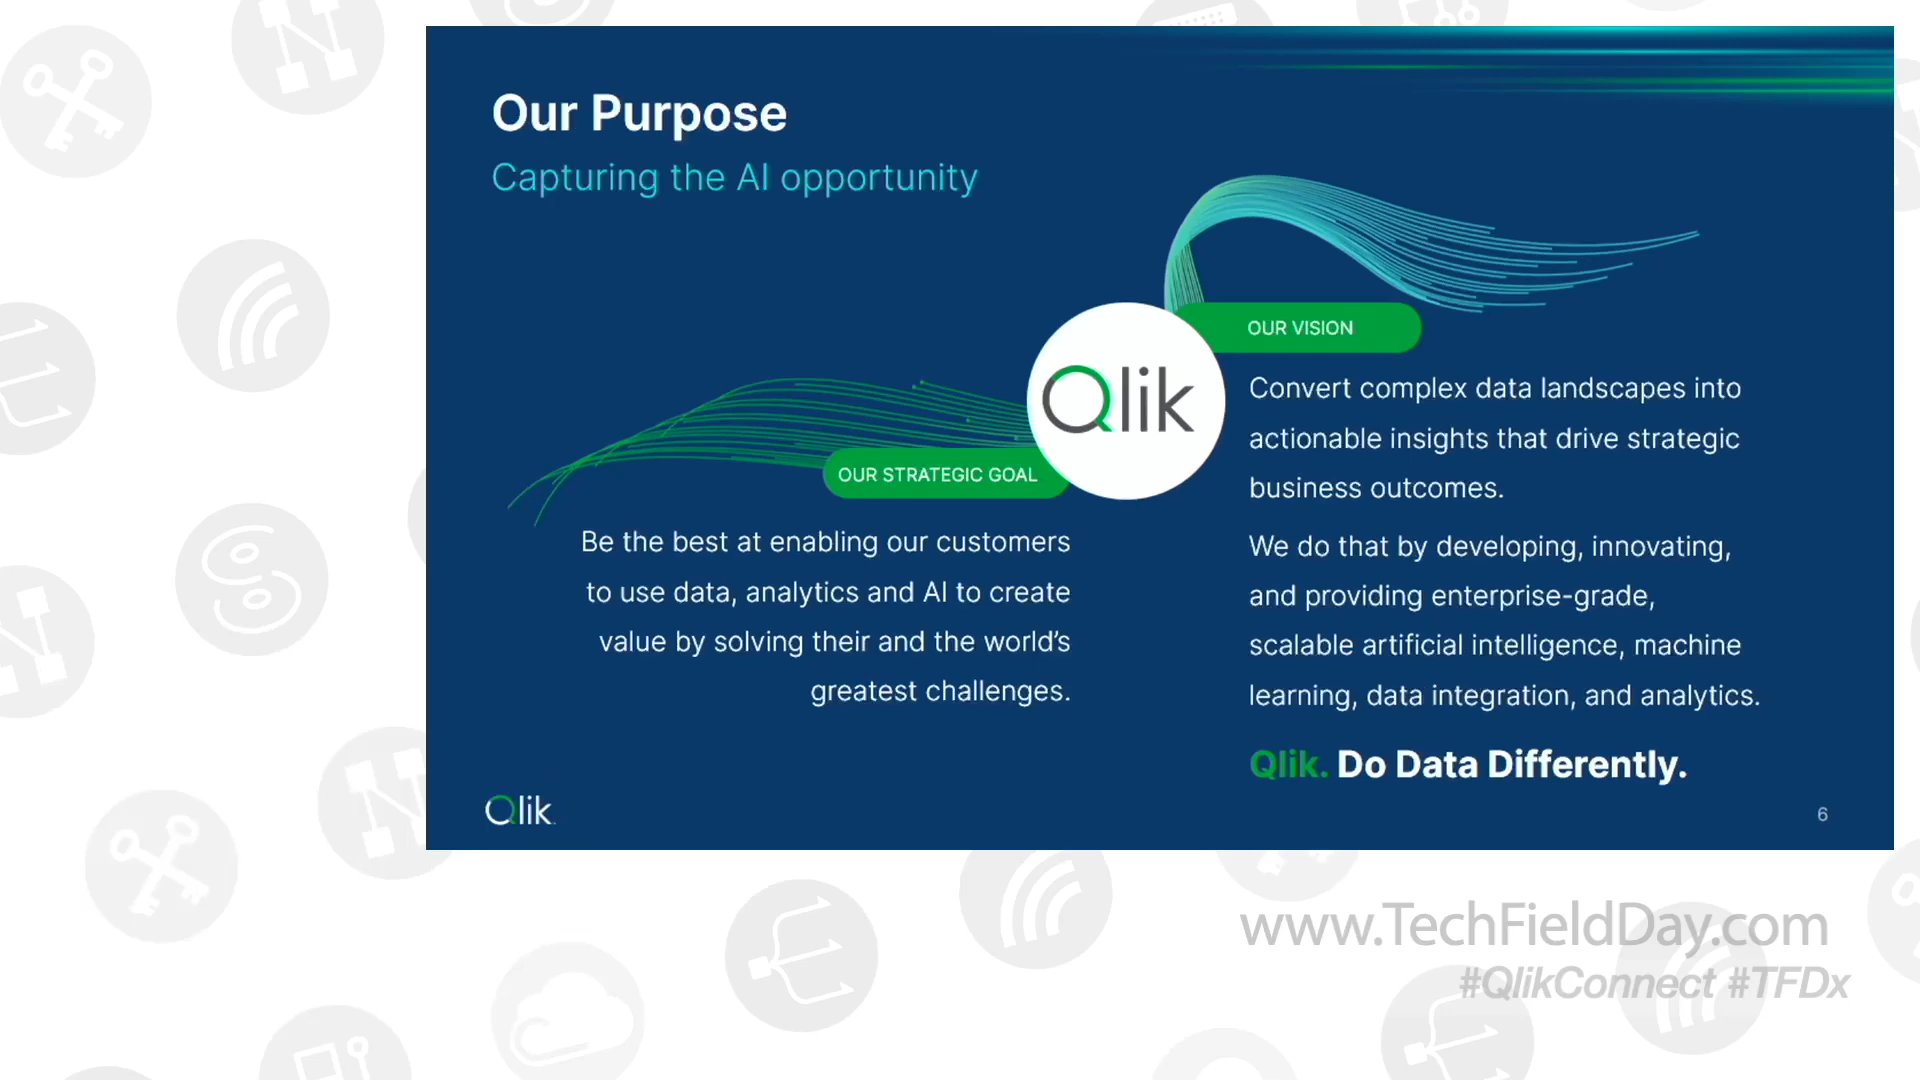 Our Purpose
Capturing the AI opportunity
OUR VISION
Qlik
Convert complex data landscapes into
actionable insights that drive strategic
business outcomes.
We do that by developing, innovating,
and providing enterprise-grade,
scalable artificial intelligence, machine
learning, data integration, and analytics.
Qlik. Do Data Differently.
OUR STRATEGIC GOAL
Be the best at enabling our customers
to use data, analytics and AI to create
value by solving their and the world's
greatest challenges.
Qlik
6
www.TechFieldDay.com
#QlikConnect #TFDx